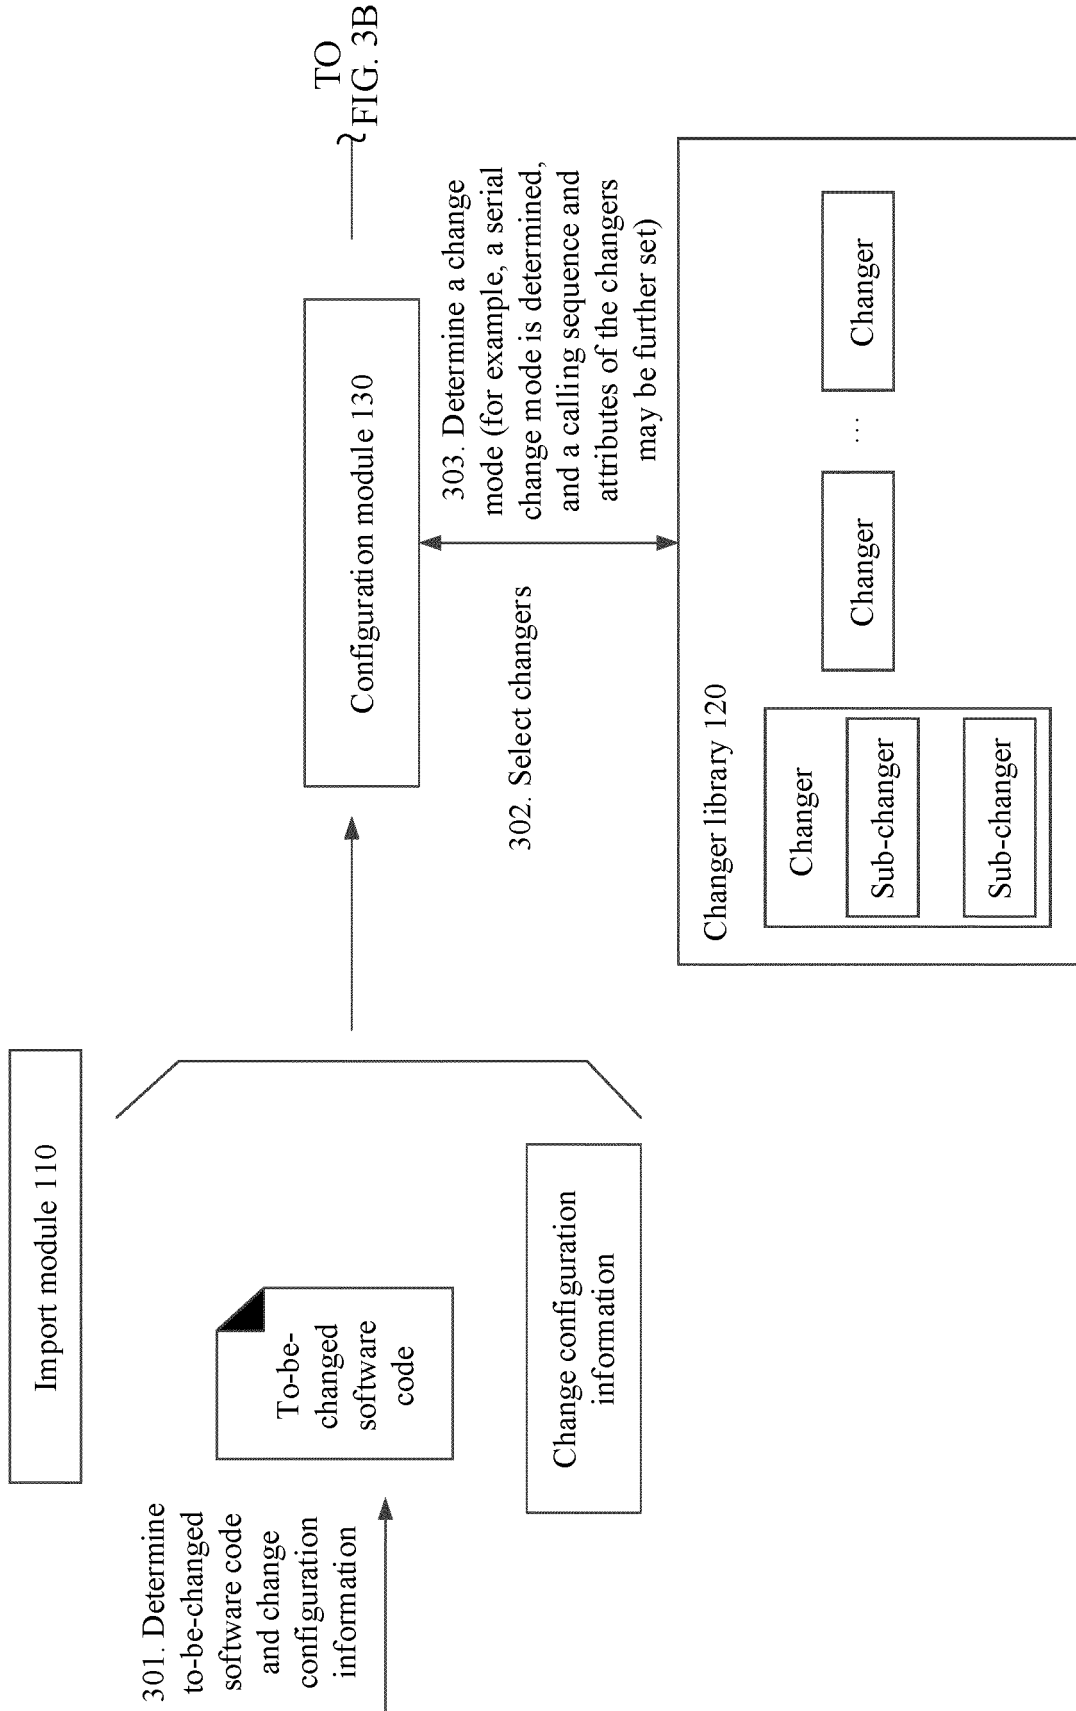 Import module 110
301. Determine
to-be-changed
software code
and change
configuration
information
To-be-
changed
software
code
Change configuration
information
Configuration module 130
TO
FIG. 3B
302. Select changers
303. Determine a change
mode (for example, a serial
change mode is determined,
and a calling sequence and
attributes of the changers
may be further set)
Changer library 120
Changer
Sub-changer
Sub-changer
Changer
...
Changer